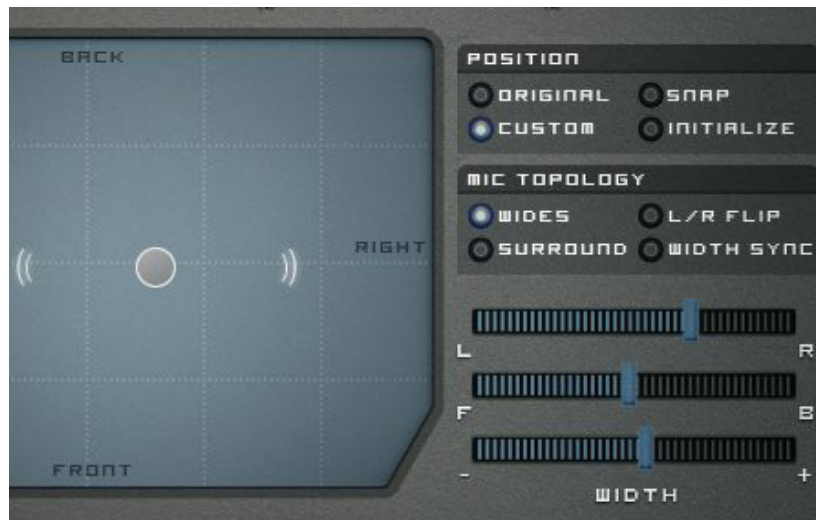 BACK
RIGHT
FRONT
POSITION
ORIGINAL SNAP
CUSTOM INITIALIZE
MIC TOPOLOGY
WIDES L/R FLIP
SURROUND WIDTH SYNC
L R
F B
- +
WIDTH